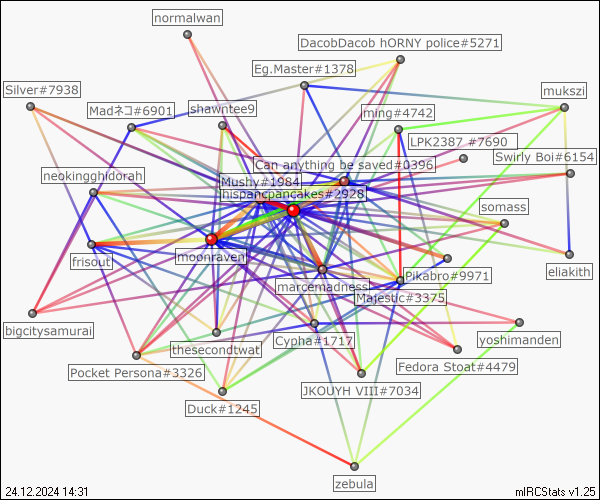 normalwan
DacobDacob hORNY police#5271
Eg.Master#1378
Silver#7938
mukszi
Madネコ#6901
shawntee9
ming#4742
LPK2387 #7690
Swirly Boi#6154
Can anything be saved#0396
neokingghidorah
Mushy#1984
hispancpancakes#2928
somass
moonraven
frisout
eliakith
Pikabro#9971
marcemadness
Majestic#3375
bigcitysamurai
thesecondtwat
Cypha#1717
yoshimanden
Pocket Persona#3326
Fedora Stoat#4479
JKOUYH VIII#7034
Duck#1245
zebula
24.12.2024 14:31
mIRCStats v1.25